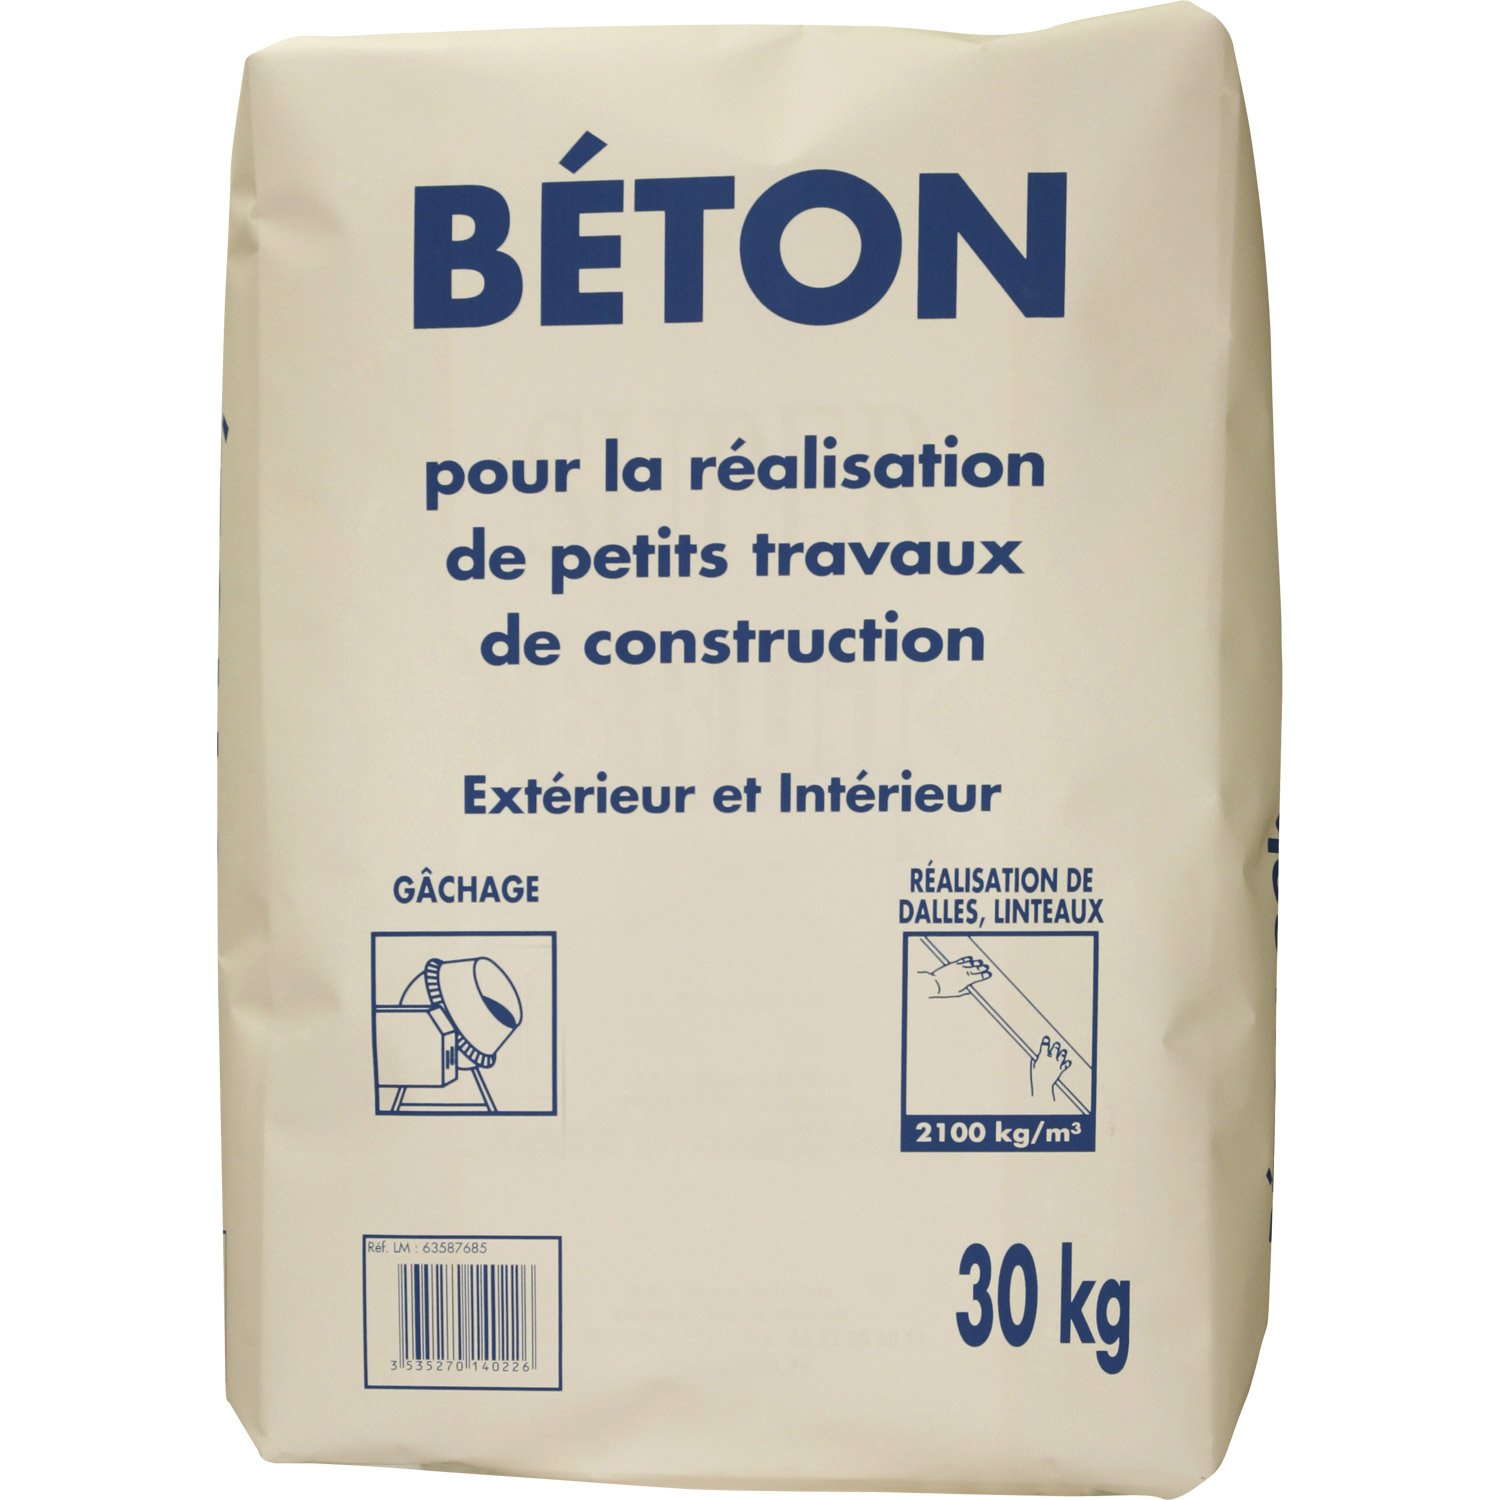 BÉTON
pour la réalisation
de petits travaux
de construction
Extérieur et Intérieur
GÂCHAGE
RÉALISATION DE
DALLES, LINTEAUX
2100 kg/m³
Réf. LM : 63587685
3 535270 140226
30 kg